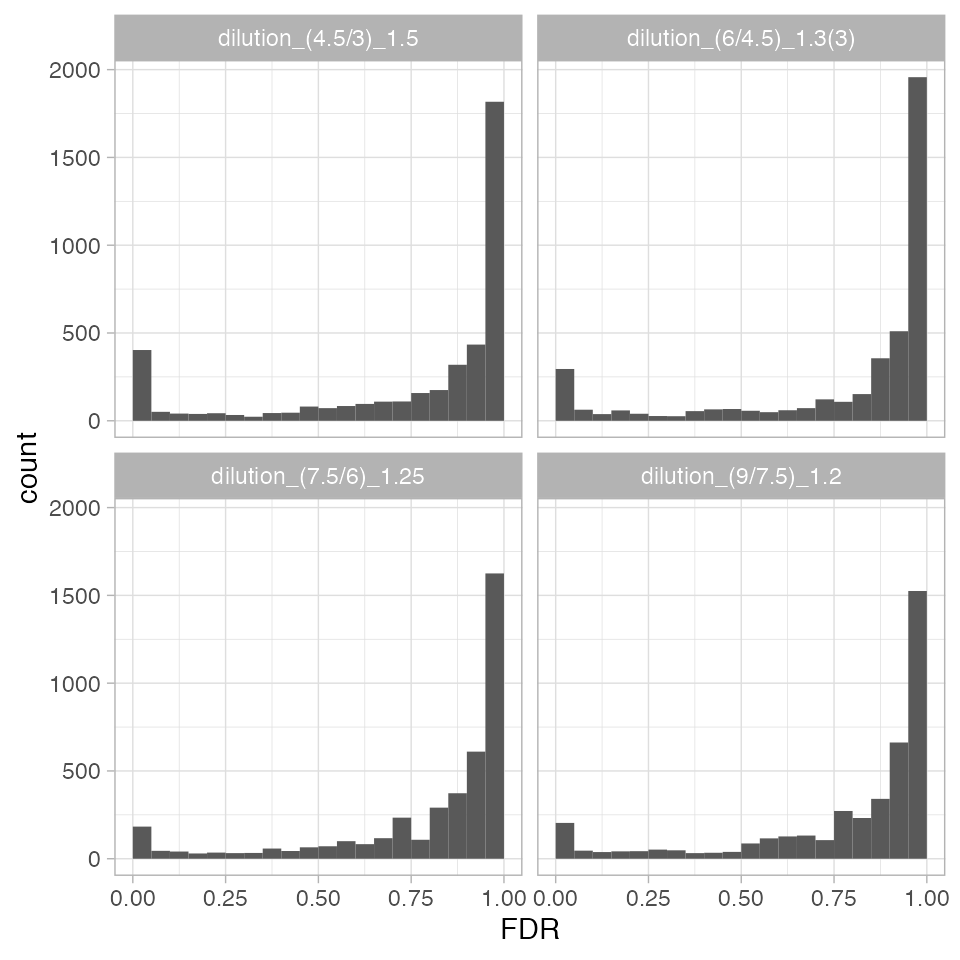 dilution_(4.5/3)_1.5
dilution_(6/4.5)_1.3(3)
2000
1500
1000
500
0
dilution_(7.5/6)_1.25
dilution_(9/7.5)_1.2
2000
1500
1000
500
0
0.00 0.25 0.50 0.75 1.00 0.00 0.25 0.50 0.75 1.00
FDR
count